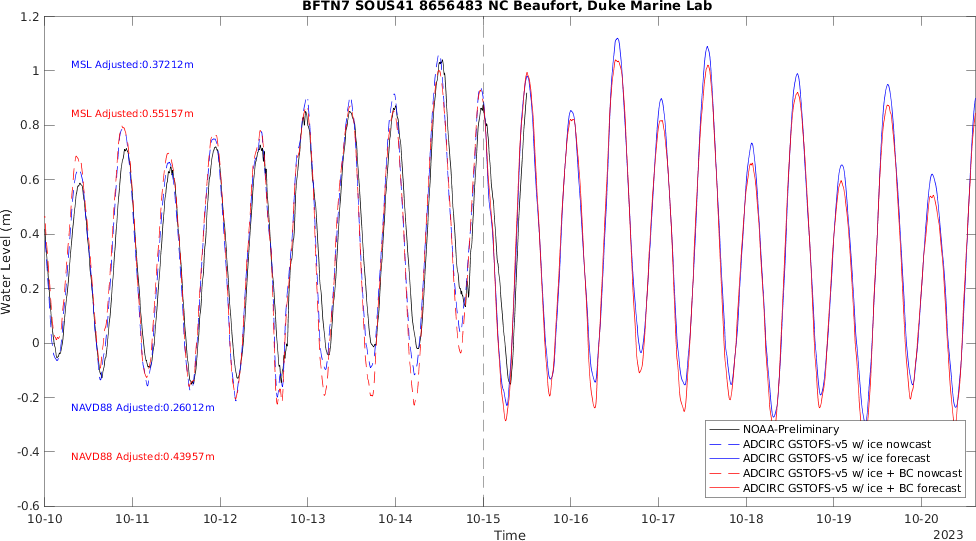 BFTN7 SOUS41 8656483 NC Beaufort, Duke Marine Lab
1.2
1
0.8
0.6
0.4
0.2
0
-0.2
-0.4
-0.6
Water Level (m)
MSL Adjusted:0.37212m
MSL Adjusted:0.55157m
NAVD88 Adjusted:0.26012m
NAVD88 Adjusted:0.43957m
NOAA-Preliminary
ADCIRC GSTOFS-v5 w/ ice nowcast
ADCIRC GSTOFS-v5 w/ ice forecast
ADCIRC GSTOFS-v5 w/ ice + BC nowcast
ADCIRC GSTOFS-v5 w/ ice + BC forecast
10-10 10-11 10-12 10-13 10-14 10-15 10-16 10-17 10-18 10-19 10-20
Time
2023